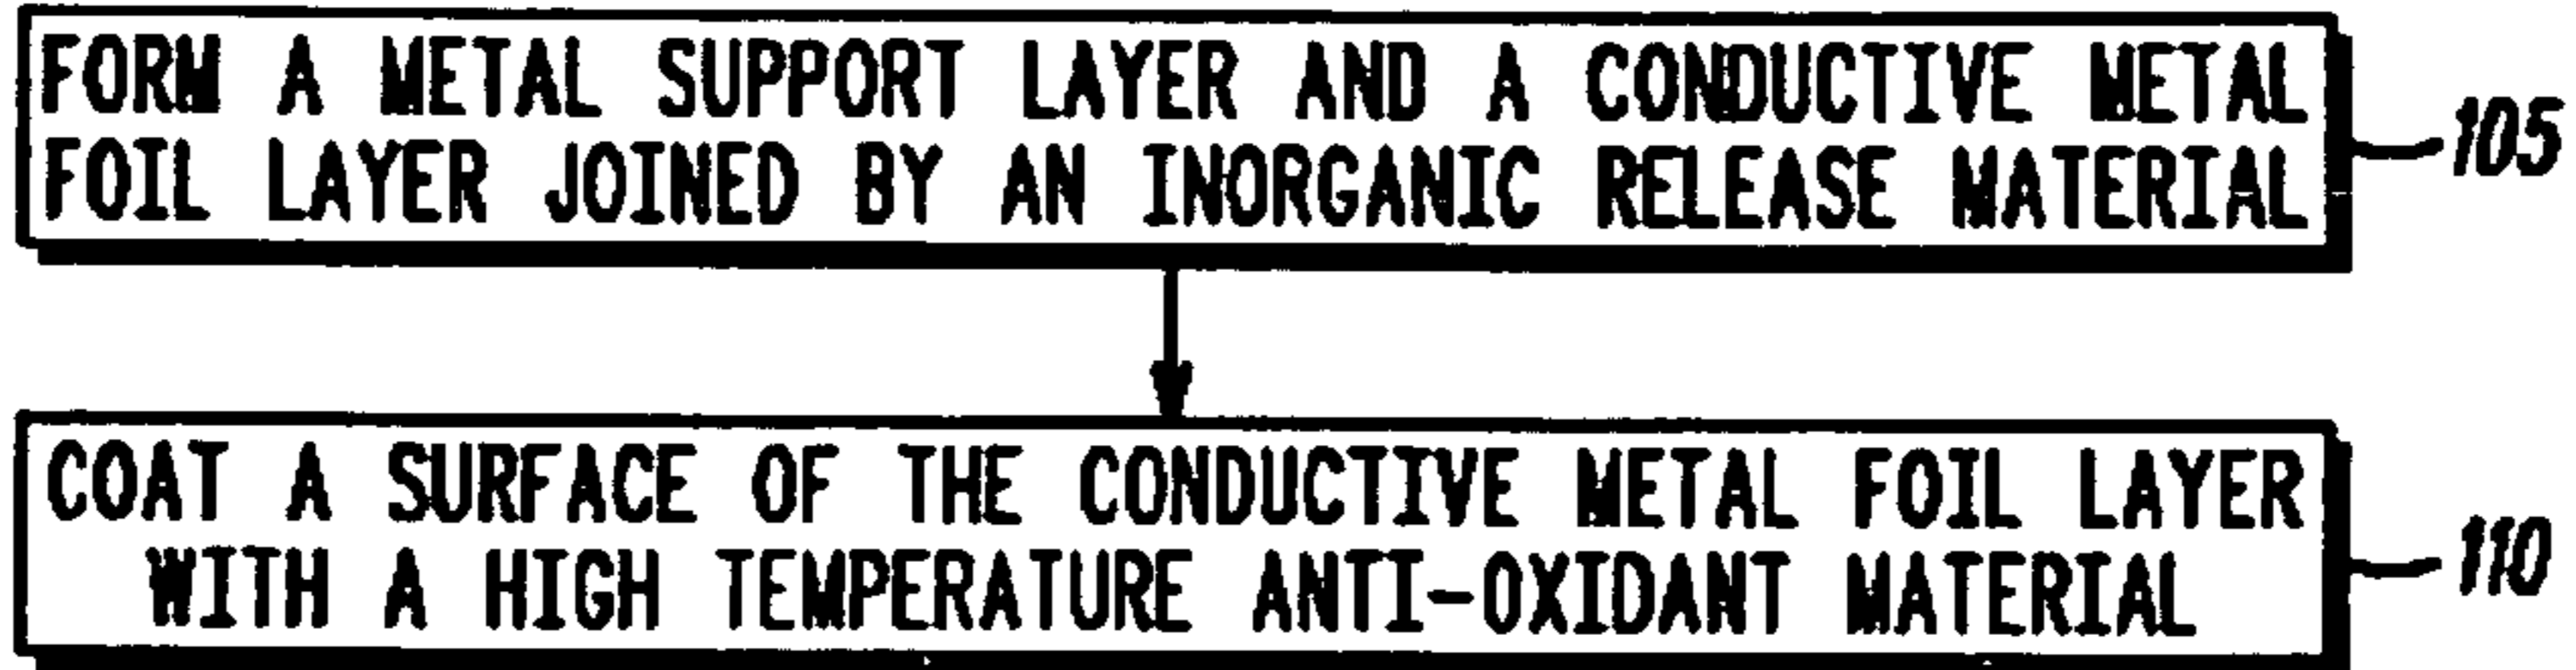 FORM A METAL SUPPORT LAYER AND A CONDUCTIVE METAL
FOIL LAYER JOINED BY AN INORGANIC RELEASE MATERIAL
105
COAT A SURFACE OF THE CONDUCTIVE METAL FOIL LAYER
WITH A HIGH TEMPERATURE ANTI-OXIDANT MATERIAL
110